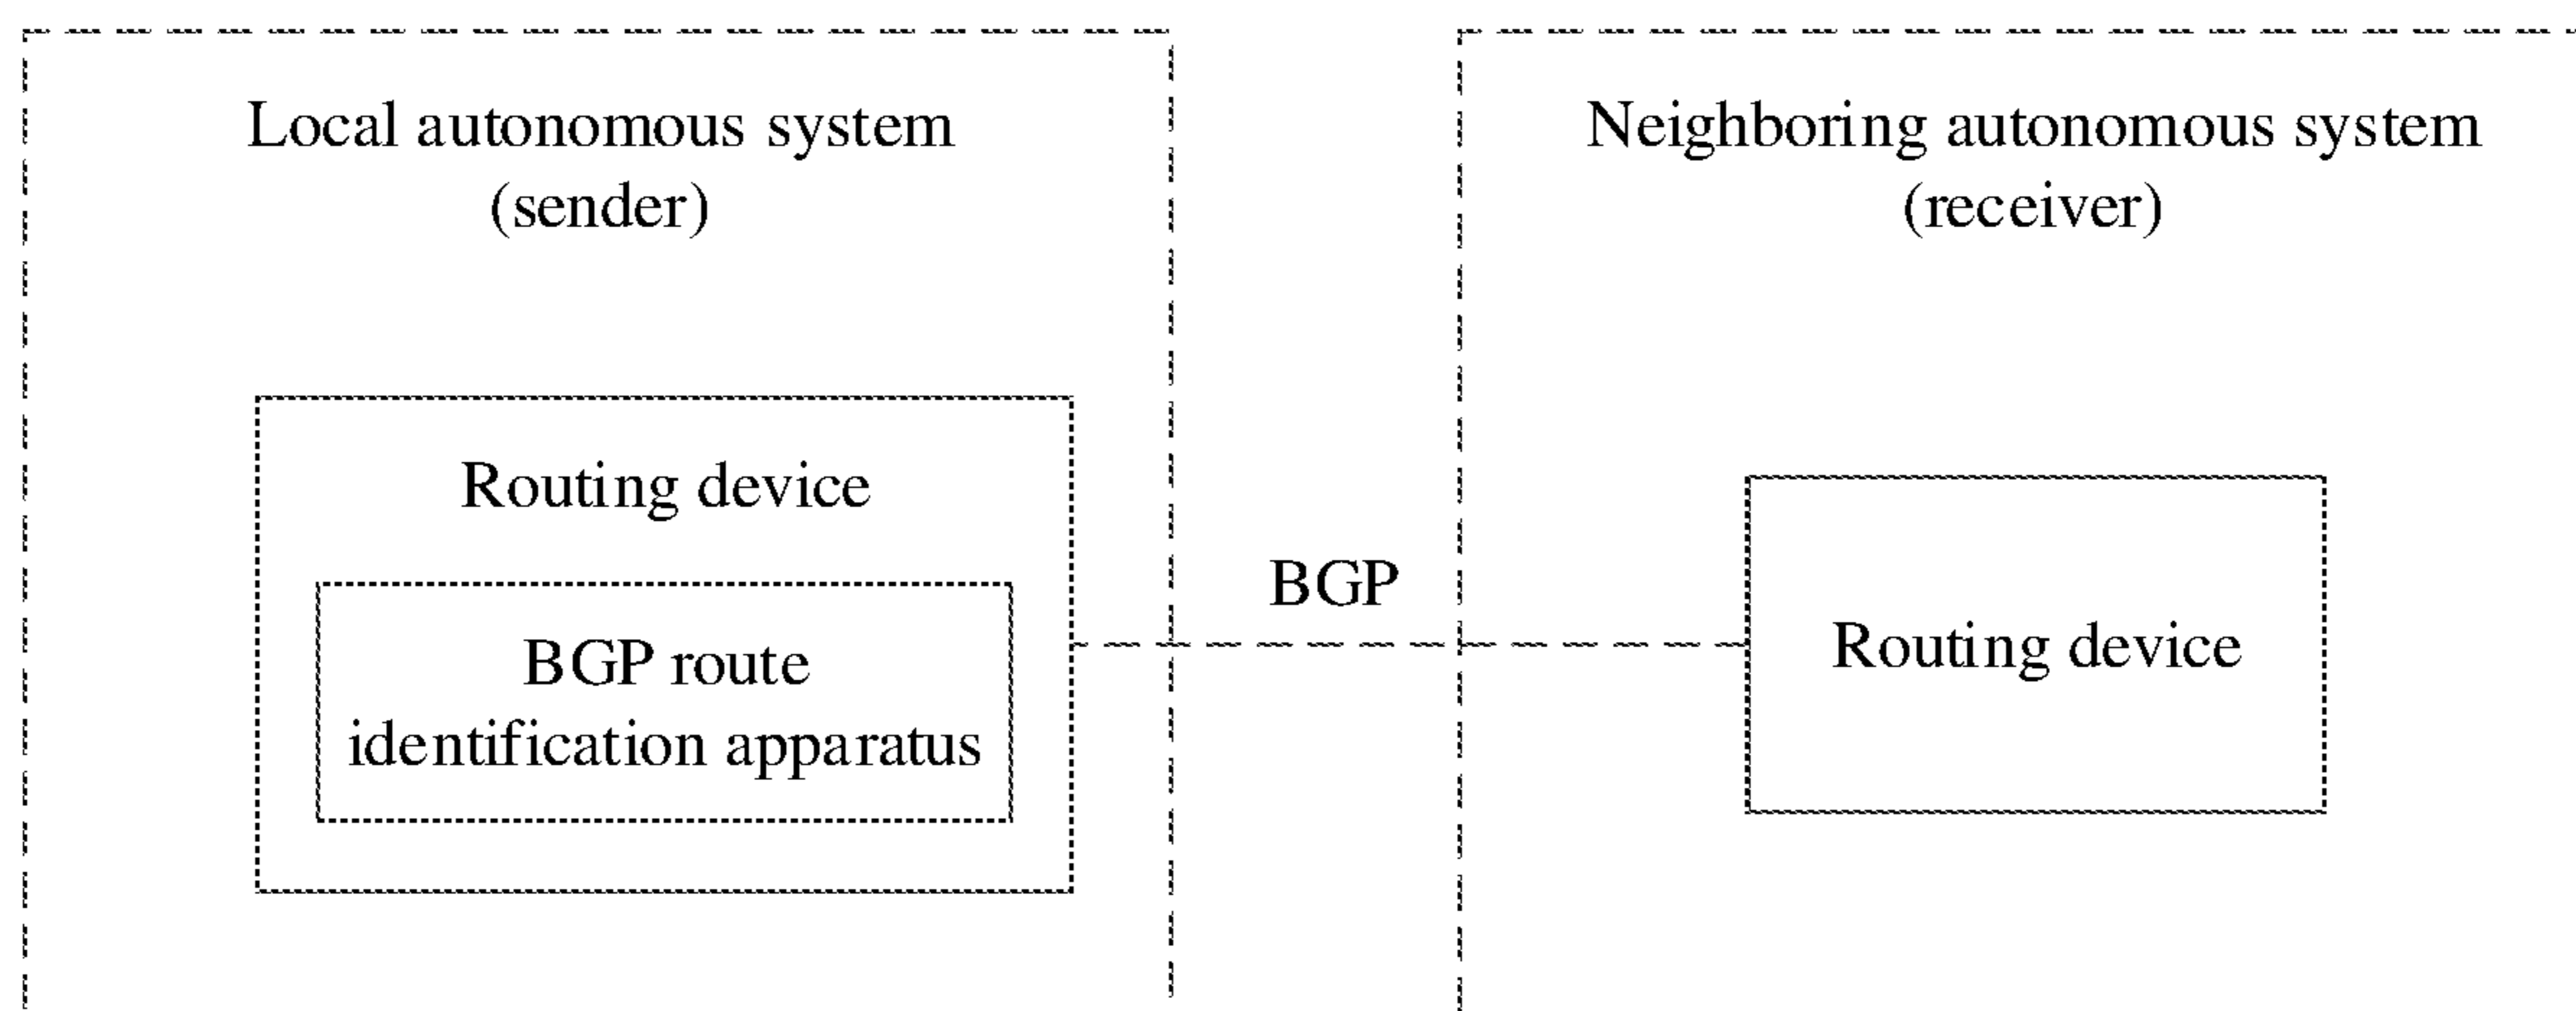 Local autonomous system
(sender)
Neighboring autonomous system
(receiver)
Routing device
BGP route
identification apparatus
BGP
Routing device